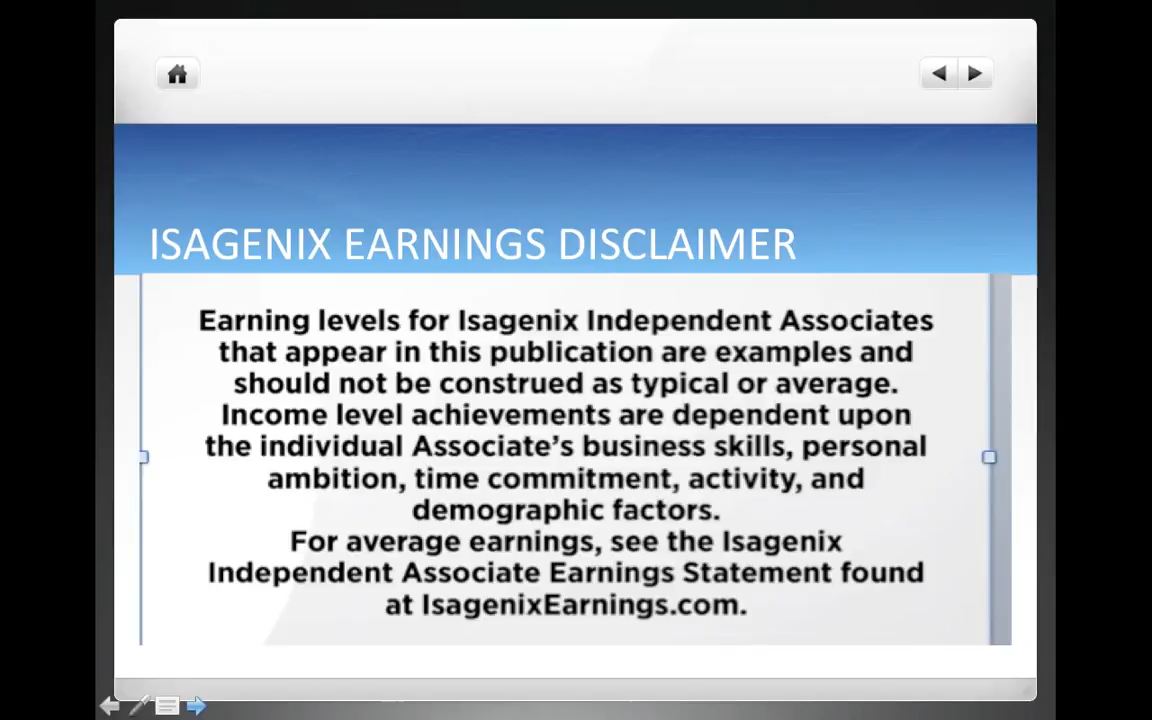 ISAGENIX EARNINGS DISCLAIMER
Earning levels for Isagenix Independent Associates
that appear in this publication are examples and
should not be construed as typical or average.
Income level achievements are dependent upon
the individual Associate's business skills, personal
ambition, time commitment, activity, and
demographic factors.
For average earnings, see the Isagenix
Independent Associate Earnings Statement found
at IsagenixEarnings.com.